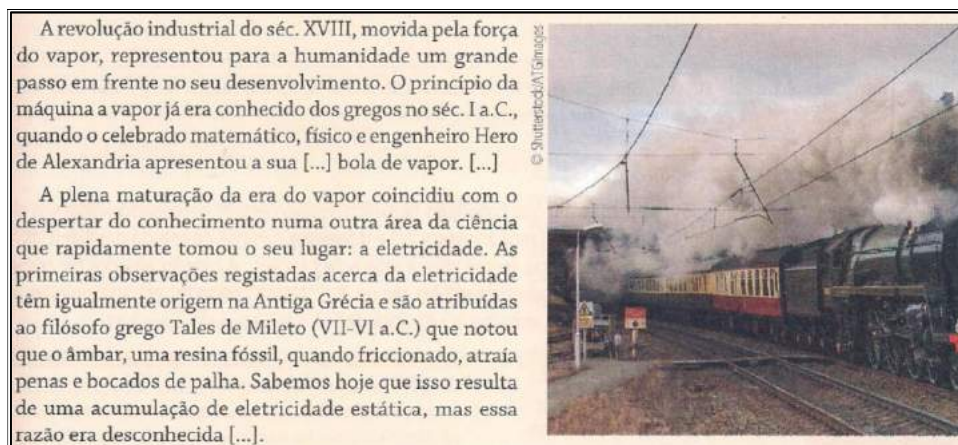 A revolução industrial do séc. XVIII, movida pela força
do vapor, representou para a humanidade um grande
passo em frente no seu desenvolvimento. O princípio da
máquina a vapor já era conhecido dos gregos no séc. I a.C.,
quando o celebrado matemático, físico e engenheiro Hero
de Alexandria apresentou a sua [...] bola de vapor. [...]
A plena maturação da era do vapor coincidiu com o
despertar do conhecimento numa outra área da ciência
que rapidamente tomou o seu lugar: a eletricidade. As
primeiras observações registadas acerca da eletricidade
têm igualmente origem na Antiga Grécia e são atribuídas
ao filósofo grego Tales de Mileto (VII-VI a.C.) que notou
que o âmbar, uma resina fóssil, quando friccionado, atraía
penas e bocados de palha. Sabemos hoje que isso resulta
de uma acumulação de eletricidade estática, mas essa
razão era desconhecida [...].
© Shutterstock/ATGImages